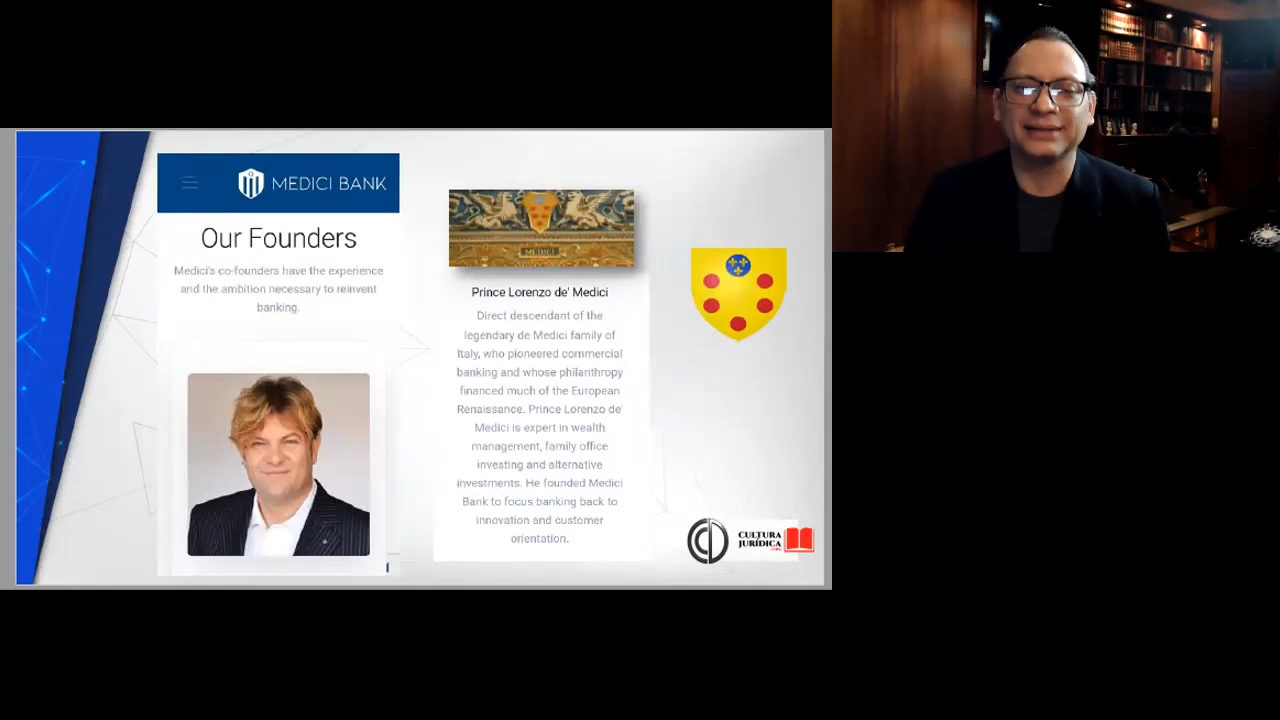 MEDICI BANK
Our Founders
Medici's co-founders have the experience
and the ambition necessary to reinvent
banking.
MEDICI
Prince Lorenzo de' Medici
Direct descendant of the
legendary de Medici family of
Italy, who pioneered commercial
banking and whose philanthropy
financed much of the European
Renaissance. Prince Lorenzo de'
Medici is expert in wealth
management, family office
investing and alternative
investments. He founded Medici
Bank to focus banking back to
innovation and customer
orientation.
CULTURA
JURÍDICA